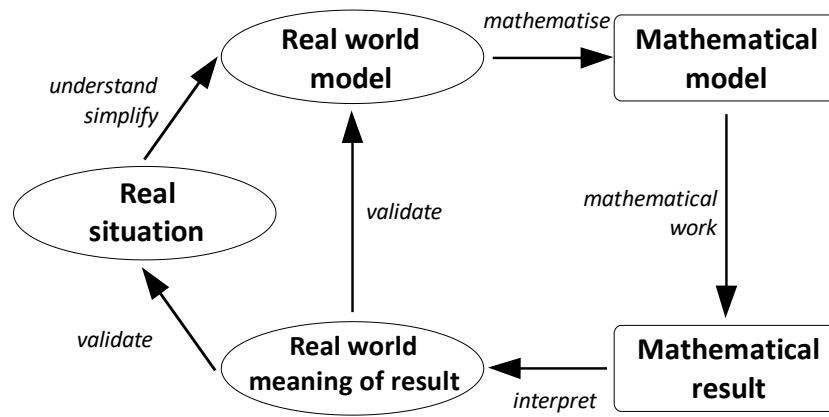 Real world
model
mathematise
Mathematical
model
understand
simplify
Real
situation
validate
mathematical
work
validate
Real world
meaning of result
interpret
Mathematical
result